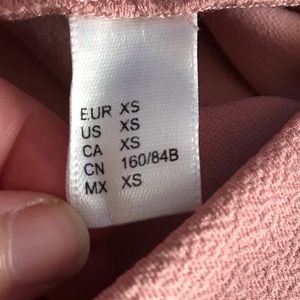 EUR XS
US XS
CA XS
CN 160/84B
MX XS